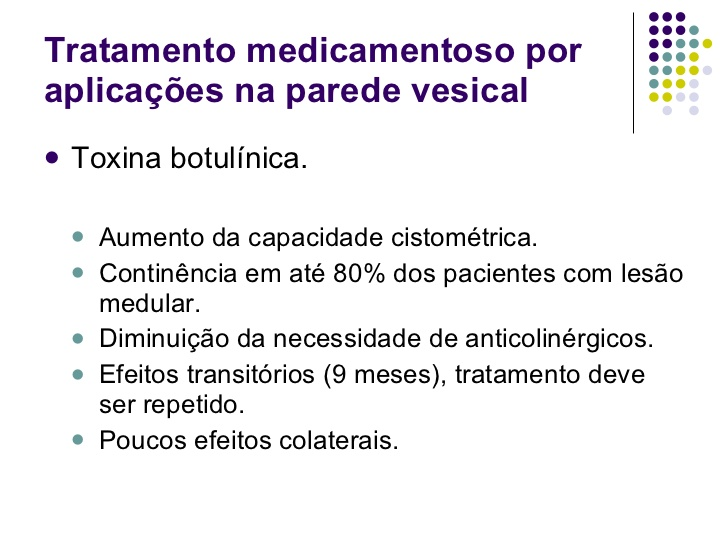 Tratamento medicamentoso por
aplicações na parede vesical
Toxina botulínica.
Aumento da capacidade cistométrica.
Continência em até 80% dos pacientes com lesão
medular.
Diminuição da necessidade de anticolinérgicos.
Efeitos transitórios (9 meses), tratamento deve
ser repetido.
Poucos efeitos colaterais.